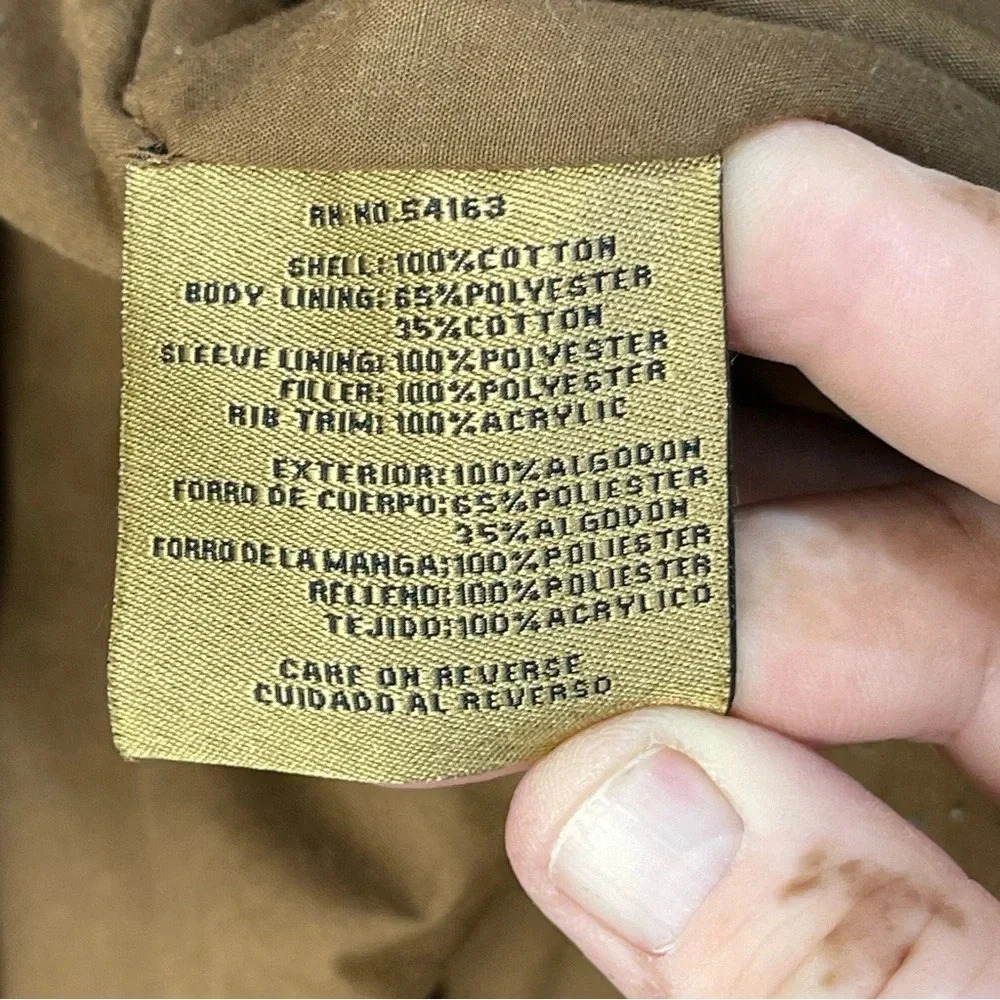 RN NO.54163
SHELL:100%COTTON
BODY LINING:65%POLYESTER
35%COTTON
SLEEVE LINING:100%POLYESTER
FILLER:100%POLYESTER
RIB TRIM:100%ACRYLIC
EXTERIOR:100%ALGODON
FORRO DE CUERPO:65%POLIESTER
35%ALGODON
FORRO DE LA MANGA:100%POLIESTER
RELLENO:100%POLIESTER
TEJIDO:100%ACRYLICO
CARE ON REVERSE
CUIDADO AL REVERSO